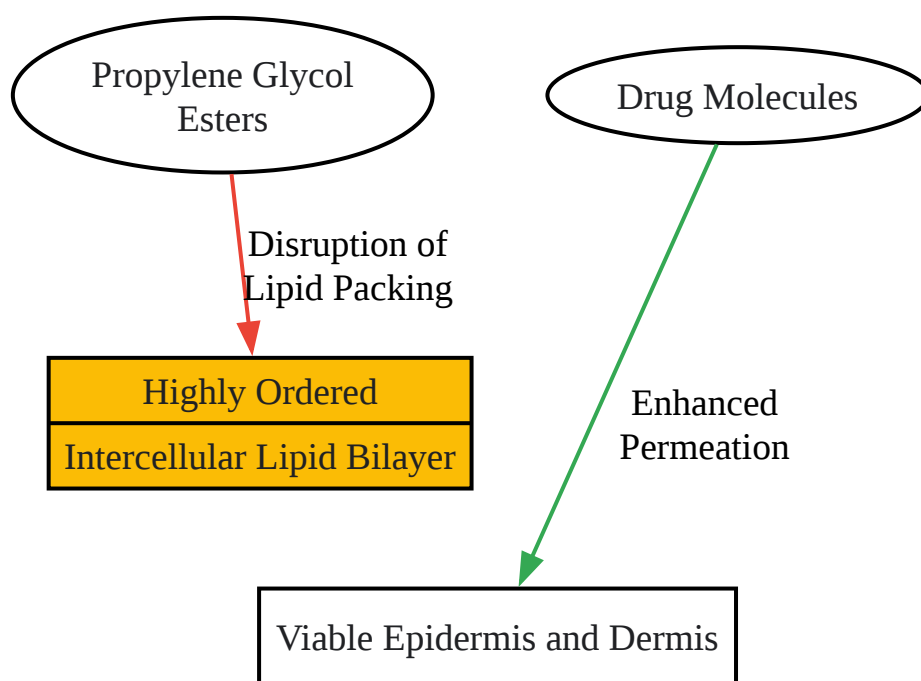 Propylene Glycol
Esters
Drug Molecules
Disruption of
Lipid Packing
Highly Ordered
Intercellular Lipid Bilayer
Enhanced
Permeation
Viable Epidermis and Dermis